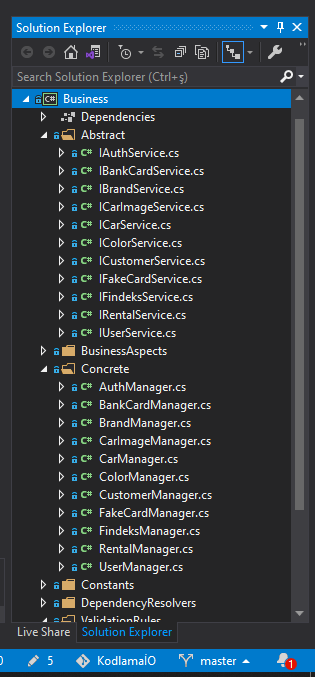 Solution Explorer
Search Solution Explorer (Ctrl+ş)
C# Business
Dependencies
Abstract
C# IAuthService.cs
C# IBankCardService.cs
C# IBrandService.cs
C# ICarImageService.cs
C# ICarService.cs
C# IColorService.cs
C# ICustomerService.cs
C# IFakeCardService.cs
C# IFindeksService.cs
C# IRentalService.cs
C# IUserService.cs
BusinessAspects
Concrete
C# AuthManager.cs
C# BankCardManager.cs
C# BrandManager.cs
C# CarImageManager.cs
C# CarManager.cs
C# ColorManager.cs
C# CustomerManager.cs
C# FakeCardManager.cs
C# FindeksManager.cs
C# RentalManager.cs
C# UserManager.cs
Constants
DependencyResolvers
ValidationRules
Live Share Solution Explorer
0 5 KodlamaİO master 1